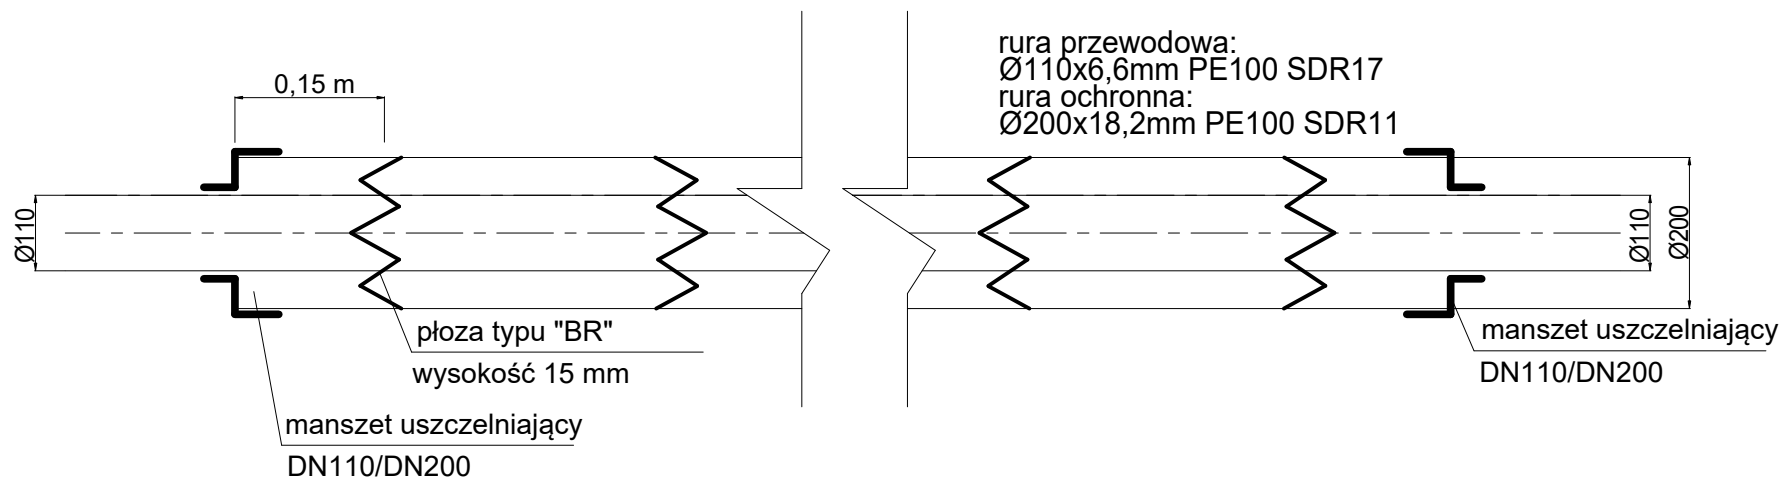 rura przewodowa:
Ø110x6,6mm PE100 SDR17
rura ochronna:
Ø200x18,2mm PE100 SDR11
0,15 m
Ø110
Ø110
Ø200
płoza typu "BR"
wysokość 15 mm
manszet uszczelniający
DN110/DN200
manszet uszczelniający
DN110/DN200